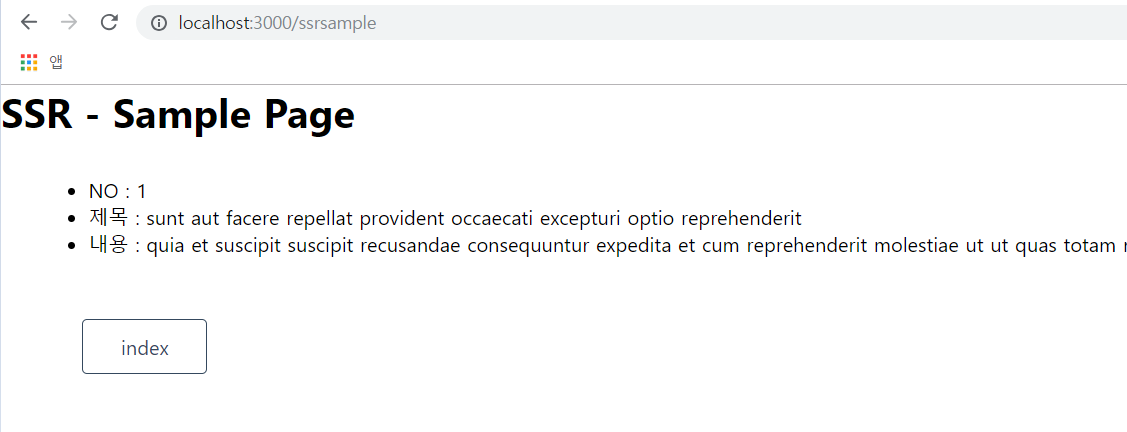 localhost:3000/ssrsample
앱
SSR - Sample Page
NO : 1
제목 : sunt aut facere repellat provident occaecati excepturi optio reprehenderit
내용 : quia et suscipit suscipit recusandae consequuntur expedita et cum reprehenderit molestiae ut ut quas totam
index